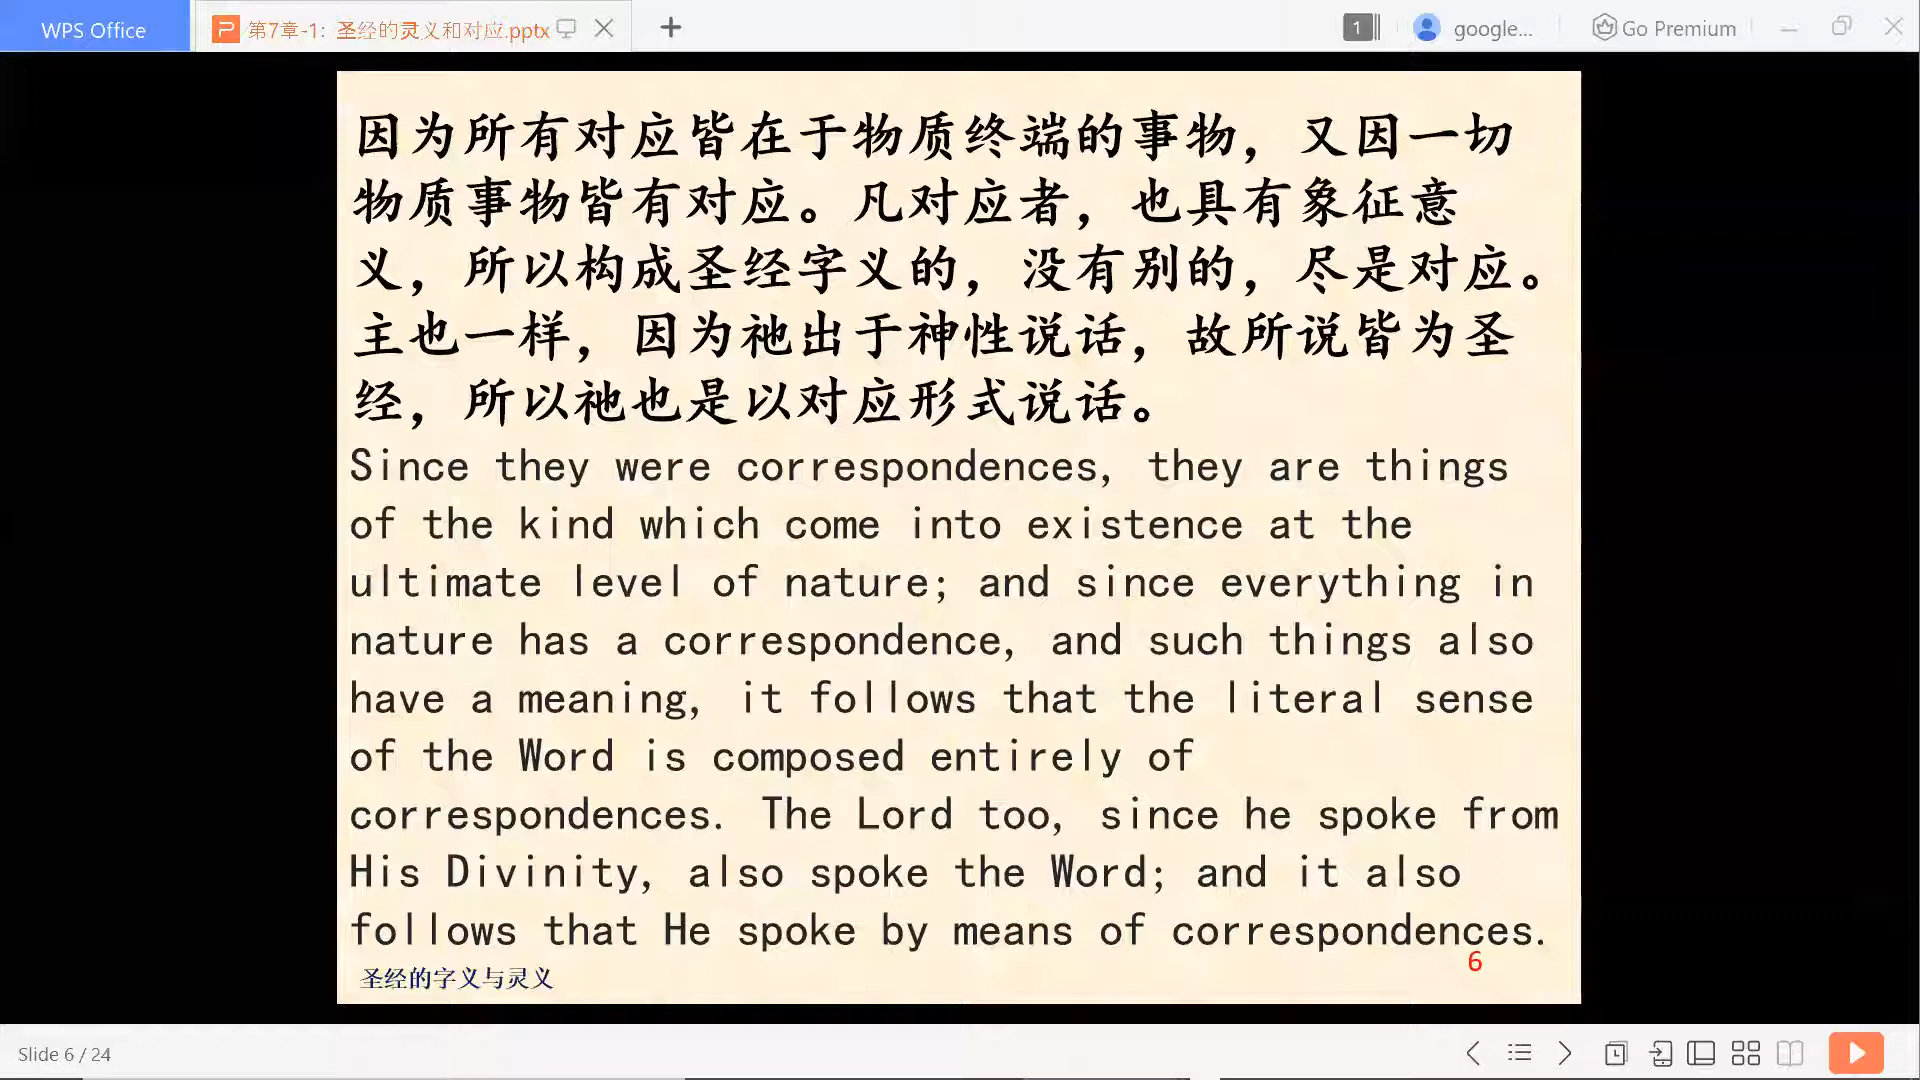 WPS Office
第7章-1: 圣经的灵义和对应.pptx
1
google...
Go Premium
因为所有对应皆在于物质终端的事物，又因一切
物质事物皆有对应。凡对应者，也具有象征意
义，所以构成圣经字义的，没有别的，尽是对应。
主也一样，因为祂出于神性说话，故所说皆为圣
经，所以祂也是以对应形式说话。
Since they were correspondences, they are things
of the kind which come into existence at the
ultimate level of nature; and since everything in
nature has a correspondence, and such things also
have a meaning, it follows that the literal sense
of the Word is composed entirely of
correspondences. The Lord too, since he spoke from
His Divinity, also spoke the Word; and it also
follows that He spoke by means of correspondences.
6
圣经的字义与灵义
Slide 6 / 24